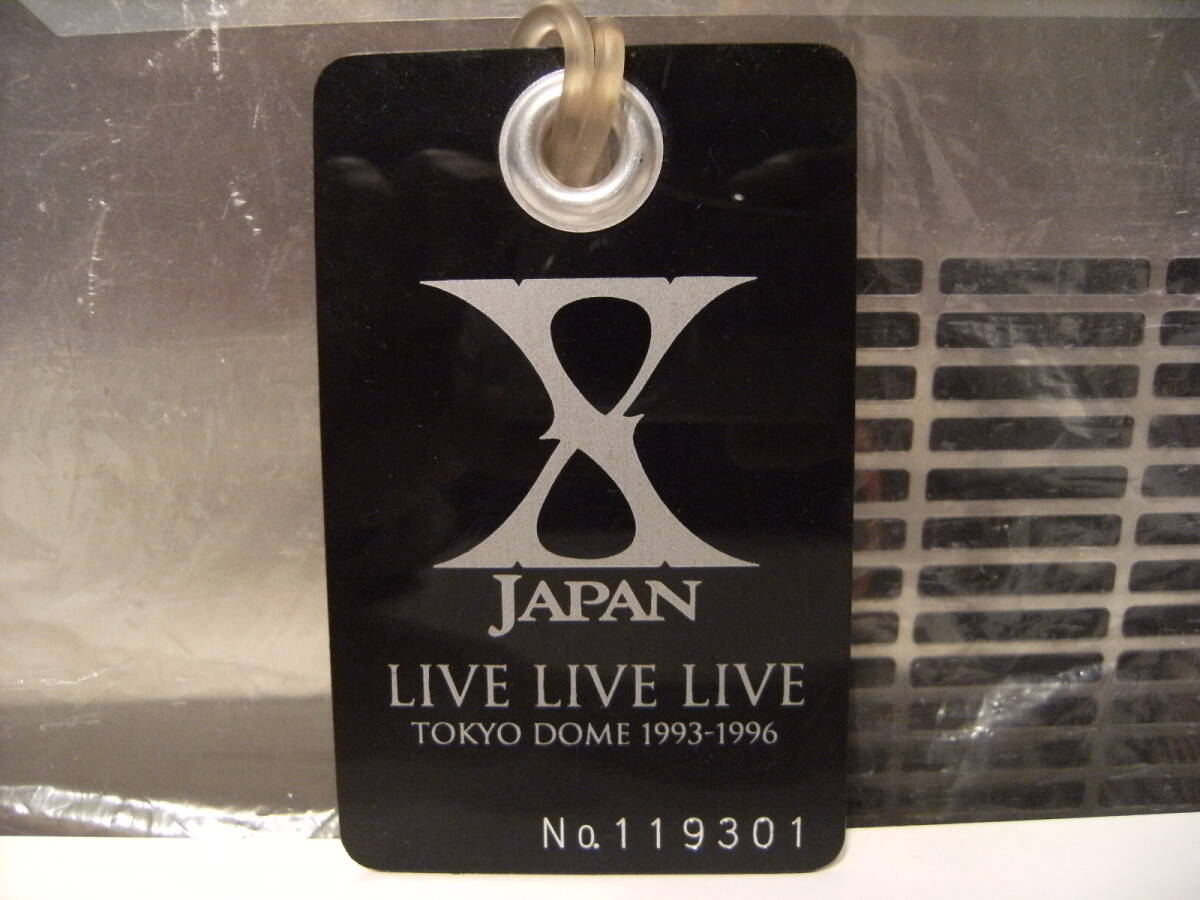 X
JAPAN
LIVE LIVE LIVE
TOKYO DOME 1993-1996
No.119301